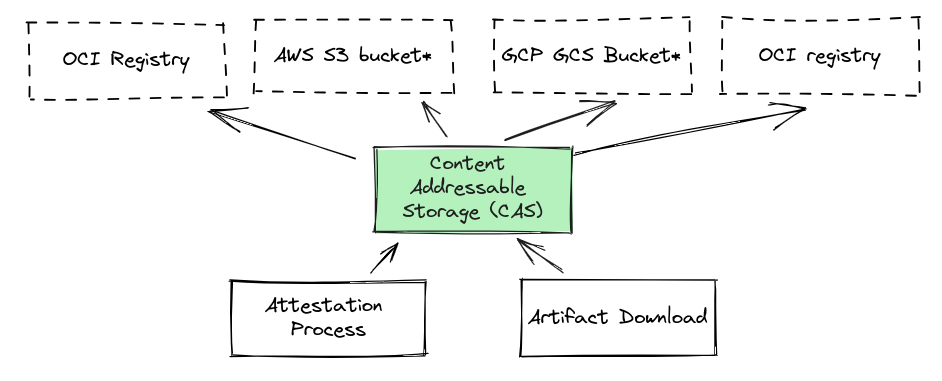 OCI Registry
AWS S3 bucket*
GCP GCS Bucket*
OCI registry
Content
Addressable
Storage (CAS)
Attestation
Process
Artifact Download